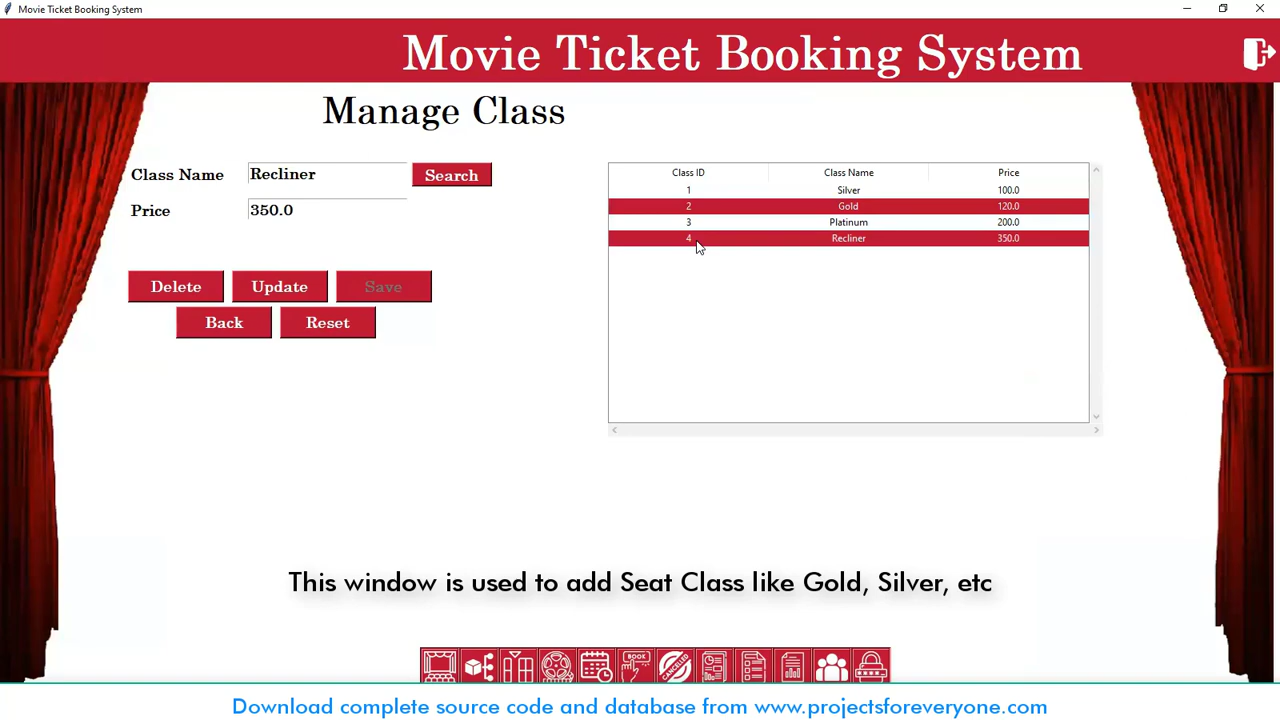 Movie Ticket Booking System
Movie Ticket Booking System
Manage Class
Class Name Recliner Search
Price 350.0
Delete Update Save
Back Reset
Class ID Class Name Price
1 Silver 100.0
2 Gold 120.0
3 Platinum 200.0
4 Recliner 350.0
This window is used to add Seat Class like Gold, Silver, etc
BOOK CANCELLED
Download complete source code and database from www.projectsforeveryone.com